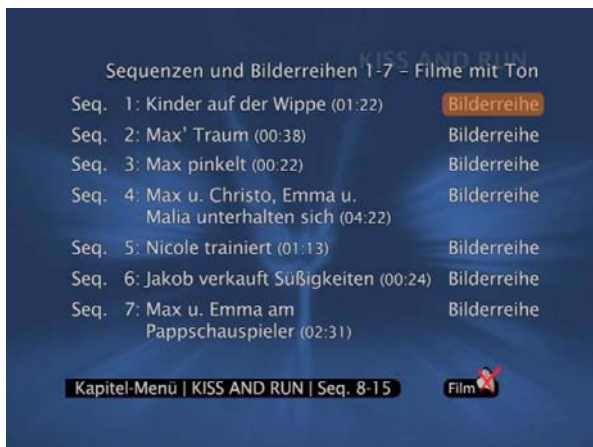 KISS AND RUN
Sequenzen und Bilderreihen 1-7 – Filme mit Ton
Seq. 1: Kinder auf der Wippe (01:22) Bilderreihe
Seq. 2: Max' Traum (00:38) Bilderreihe
Seq. 3: Max pinkelt (00:22) Bilderreihe
Seq. 4: Max u. Christo, Emma u. Bilderreihe
Malia unterhalten sich (04:22)
Seq. 5: Nicole trainiert (01:13) Bilderreihe
Seq. 6: Jakob verkauft Süßigkeiten (00:24) Bilderreihe
Seq. 7: Max u. Emma am Bilderreihe
Pappschauspieler (02:31)
Kapitel-Menü | KISS AND RUN | Seq. 8-15 Film